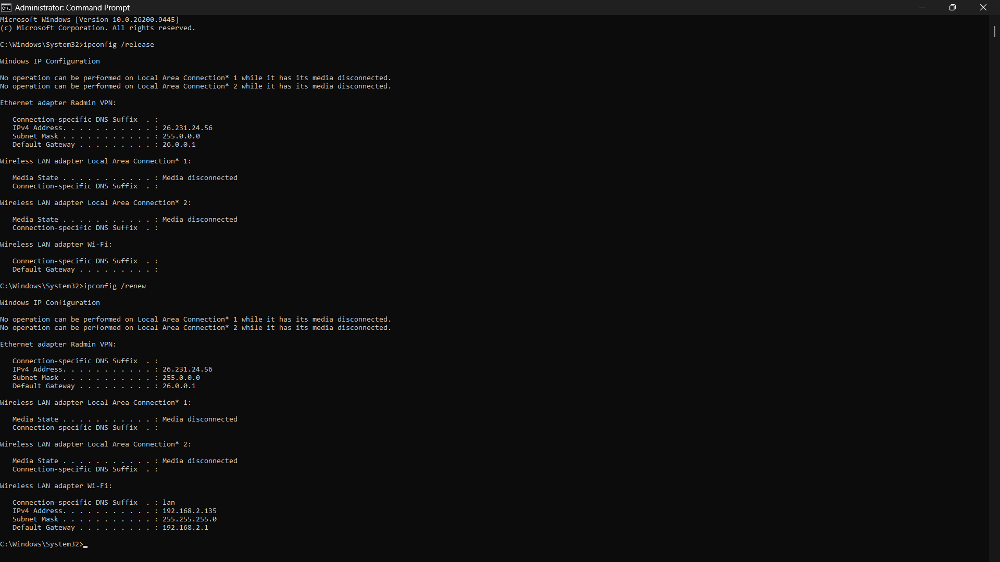 Administrator: Command Prompt
Microsoft Windows [Version 10.0.26200.9445]
(c) Microsoft Corporation. All rights reserved.
C:\Windows\System32>ipconfig /release
Windows IP Configuration
No operation can be performed on Local Area Connection* 1 while it has its media disconnected.
No operation can be performed on Local Area Connection* 2 while it has its media disconnected.
Ethernet adapter Radmin VPN:
   Connection-specific DNS Suffix  . :
   IPv4 Address. . . . . . . . . . . : 26.231.24.56
   Subnet Mask . . . . . . . . . . . : 255.0.0.0
   Default Gateway . . . . . . . . . : 26.0.0.1
Wireless LAN adapter Local Area Connection* 1:
   Media State . . . . . . . . . . . : Media disconnected
   Connection-specific DNS Suffix  . :
Wireless LAN adapter Local Area Connection* 2:
   Media State . . . . . . . . . . . : Media disconnected
   Connection-specific DNS Suffix  . :
Wireless LAN adapter Wi-Fi:
   Connection-specific DNS Suffix  . :
   Default Gateway . . . . . . . . . :
C:\Windows\System32>ipconfig /renew
Windows IP Configuration
No operation can be performed on Local Area Connection* 1 while it has its media disconnected.
No operation can be performed on Local Area Connection* 2 while it has its media disconnected.
Ethernet adapter Radmin VPN:
   Connection-specific DNS Suffix  . :
   IPv4 Address. . . . . . . . . . . : 26.231.24.56
   Subnet Mask . . . . . . . . . . . : 255.0.0.0
   Default Gateway . . . . . . . . . : 26.0.0.1
Wireless LAN adapter Local Area Connection* 1:
   Media State . . . . . . . . . . . : Media disconnected
   Connection-specific DNS Suffix  . :
Wireless LAN adapter Local Area Connection* 2:
   Media State . . . . . . . . . . . : Media disconnected
   Connection-specific DNS Suffix  . :
Wireless LAN adapter Wi-Fi:
   Connection-specific DNS Suffix  . : lan
   IPv4 Address. . . . . . . . . . . : 192.168.2.135
   Subnet Mask . . . . . . . . . . . : 255.255.255.0
   Default Gateway . . . . . . . . . : 192.168.2.1
C:\Windows\System32>